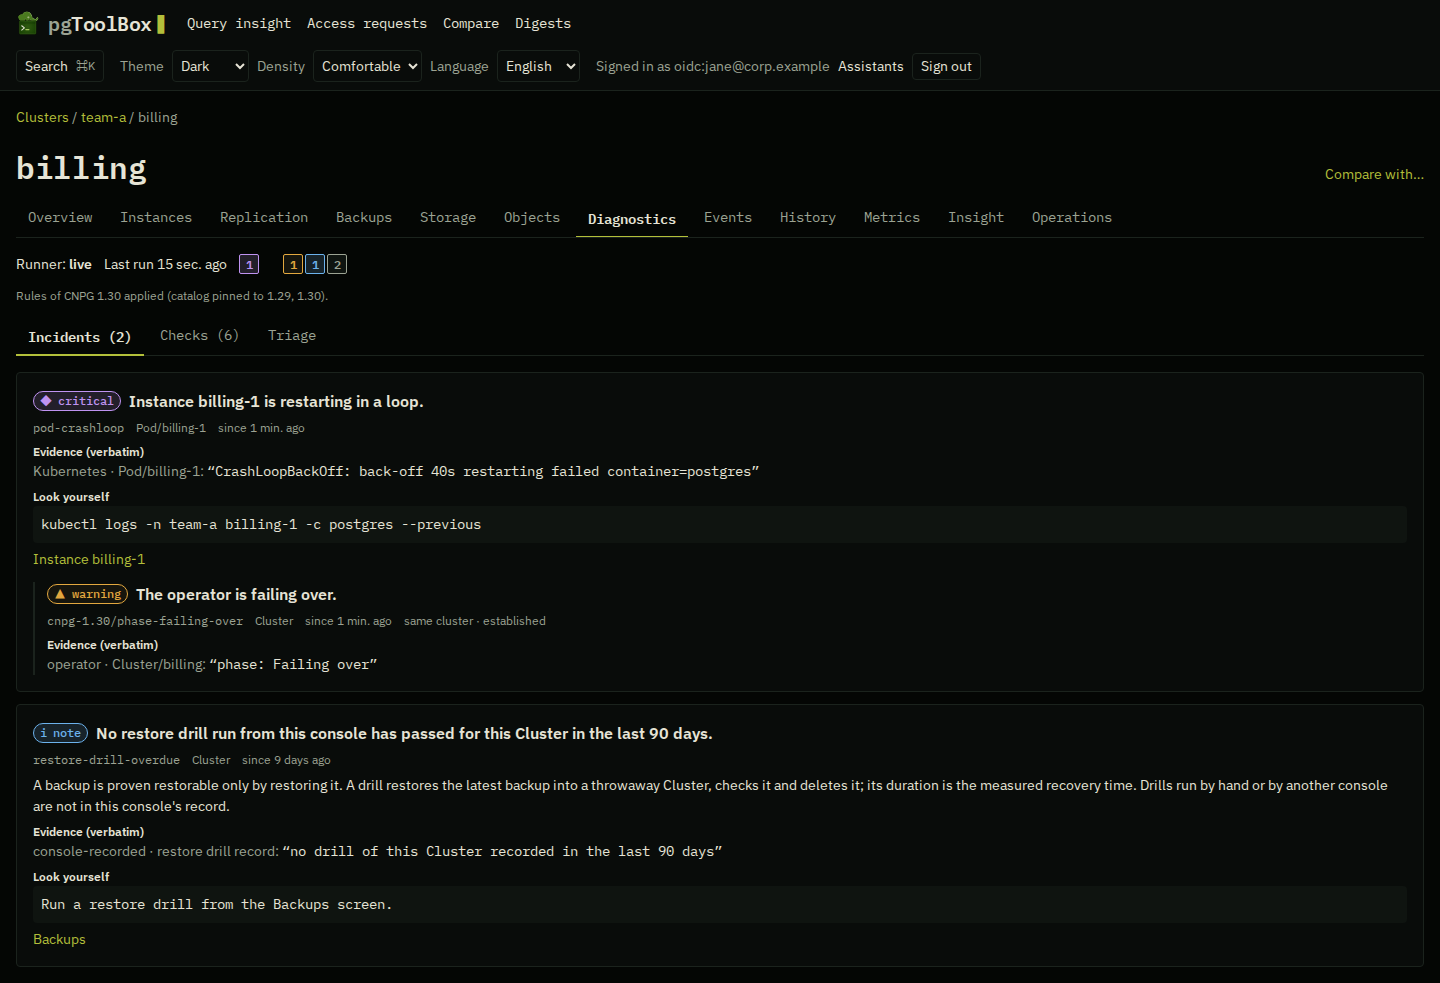 pgToolBox Query insight Access requests Compare Digests
Search ⌘K Theme Dark Density Comfortable Language English Signed in as oidc:jane@corp.example Assistants Sign out
Clusters / team-a / billing
billing
Compare with...
Overview Instances Replication Backups Storage Objects Diagnostics Events History Metrics Insight Operations
Runner: live Last run 15 sec. ago 1 1 1 2
Rules of CNPG 1.30 applied (catalog pinned to 1.29, 1.30).
Incidents (2) Checks (6) Triage
◆ critical Instance billing-1 is restarting in a loop.
pod-crashloop Pod/billing-1 since 1 min. ago
Evidence (verbatim)
Kubernetes · Pod/billing-1: “CrashLoopBackOff: back-off 40s restarting failed container=postgres”
Look yourself
kubectl logs -n team-a billing-1 -c postgres --previous
Instance billing-1
▲ warning The operator is failing over.
cnpg-1.30/phase-failing-over Cluster since 1 min. ago same cluster · established
Evidence (verbatim)
operator · Cluster/billing: “phase: Failing over”
i note No restore drill run from this console has passed for this Cluster in the last 90 days.
restore-drill-overdue Cluster since 9 days ago
A backup is proven restorable only by restoring it. A drill restores the latest backup into a throwaway Cluster, checks it and deletes it; its duration is the measured recovery time. Drills run by hand or by another console
are not in this console's record.
Evidence (verbatim)
console-recorded · restore drill record: “no drill of this Cluster recorded in the last 90 days”
Look yourself
Run a restore drill from the Backups screen.
Backups